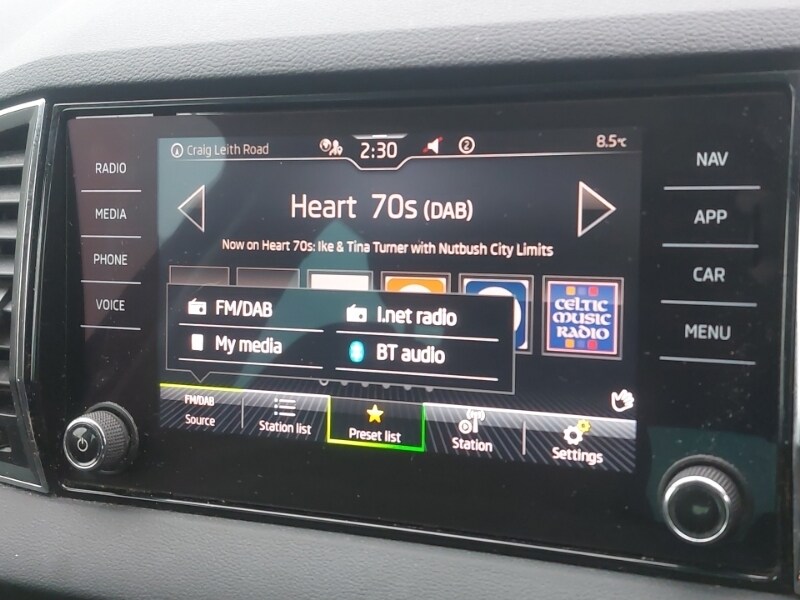 Craig Leith Road
2:30
2
8.5°C
RADIO
MEDIA
PHONE
VOICE
NAV
APP
CAR
MENU
Heart 70s (DAB)
Now on Heart 70s: Ike & Tina Turner with Nutbush City Limits
FM/DAB
I.net radio
My media
BT audio
CELTIC
MUSIC
RADIO
FM/DAB
Source
Station list
Preset list
Station
Settings